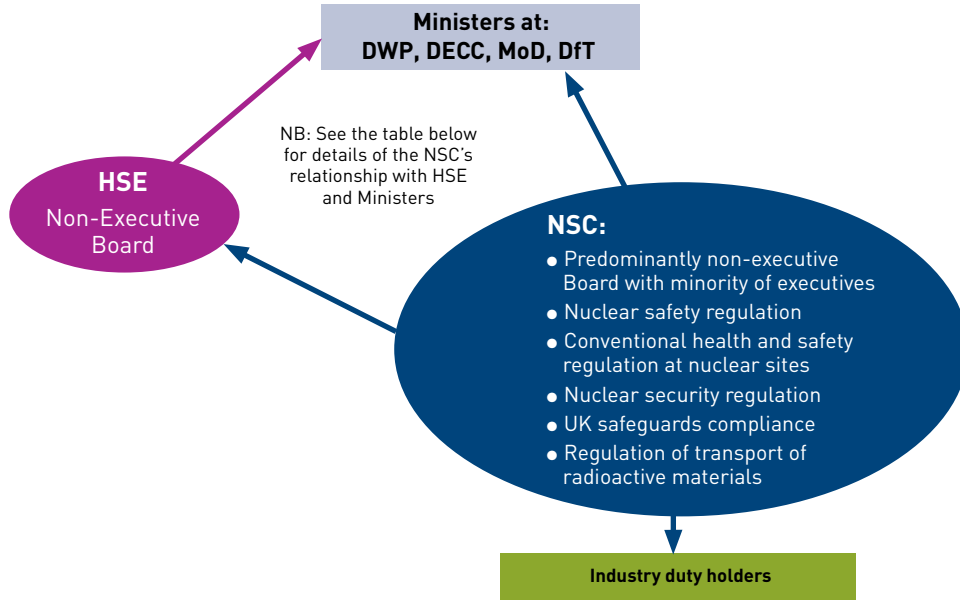 Ministers at:
DWP, DECC, MoD, DfT
NB: See the table below
for details of the NSC’s
relationship with HSE
and Ministers
HSE
Non-Executive
Board
NSC:
● Predominantly non-executive
Board with minority of executives
● Nuclear safety regulation
● Conventional health and safety
regulation at nuclear sites
● Nuclear security regulation
● UK safeguards compliance
● Regulation of transport of
radioactive materials
Industry duty holders